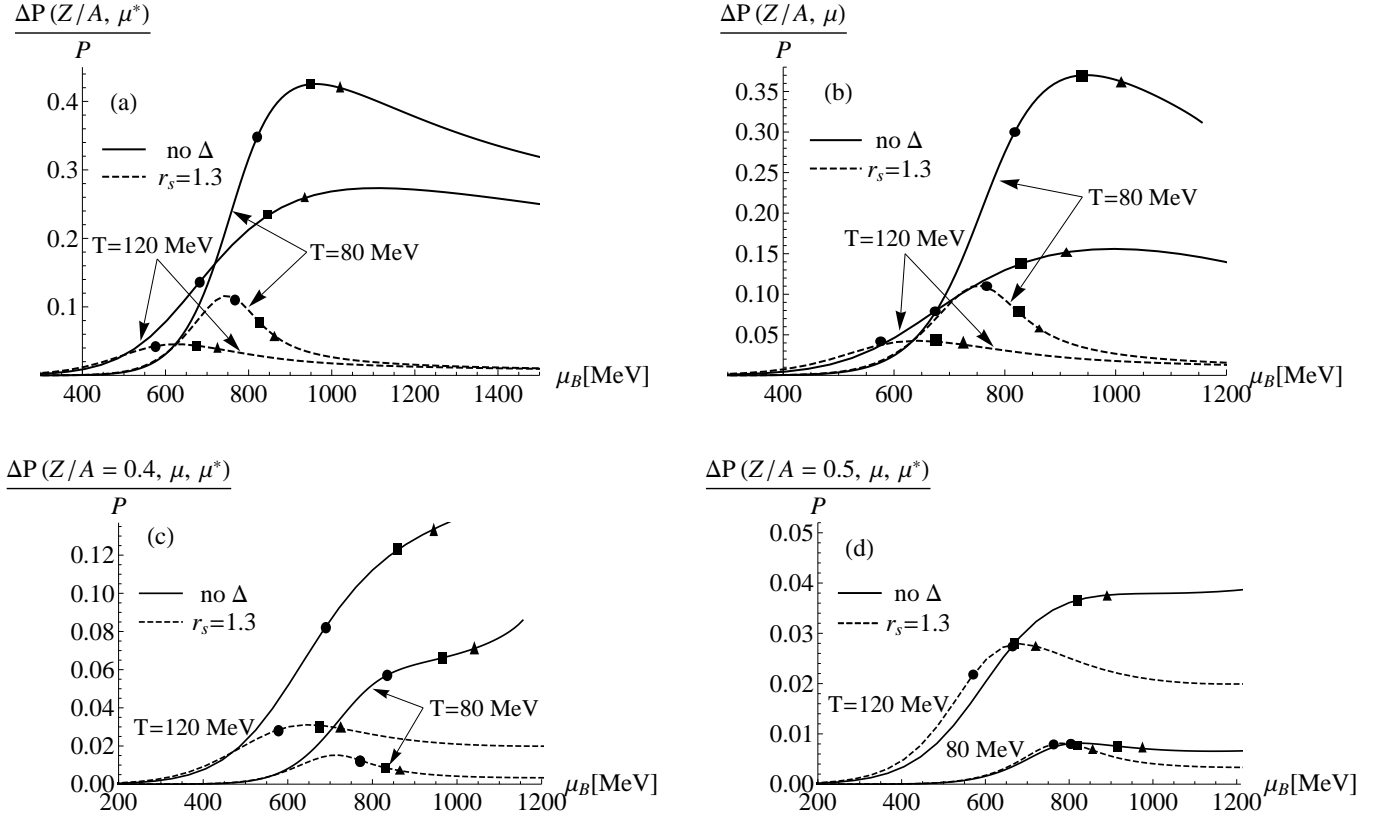 ΔP (Z/A, μ*)
P
0.4
0.3
0.2
0.1
(a)
no Δ
r_s=1.3
T=120 MeV
T=80 MeV
400 600 800 1000 1200 1400
μ_B[MeV]
ΔP (Z/A, μ)
P
0.35
0.30
0.25
0.20
0.15
0.10
0.05
(b)
no Δ
r_s=1.3
T=80 MeV
T=120 MeV
400 600 800 1000 1200
μ_B[MeV]
ΔP (Z/A = 0.4, μ, μ*)
P
0.12
0.10
0.08
0.06
0.04
0.02
0.00
(c)
no Δ
r_s=1.3
T=120 MeV
T=80 MeV
200 400 600 800 1000 1200
μ_B[MeV]
ΔP (Z/A = 0.5, μ, μ*)
P
0.05
0.04
0.03
0.02
0.01
0.00
(d)
no Δ
r_s=1.3
T=120 MeV
80 MeV
200 400 600 800 1000 1200
μ_B[MeV]